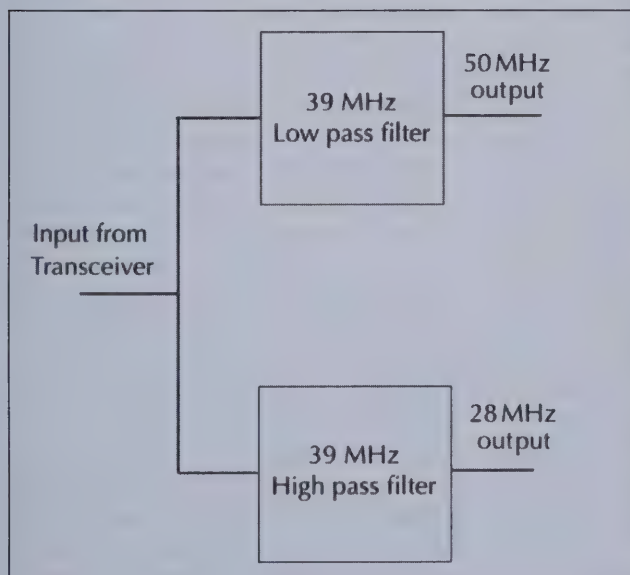 50 MHz
output
39 MHz
Low pass filter
Input from
Transceiver
28 MHz
output
39 MHz
High pass filter